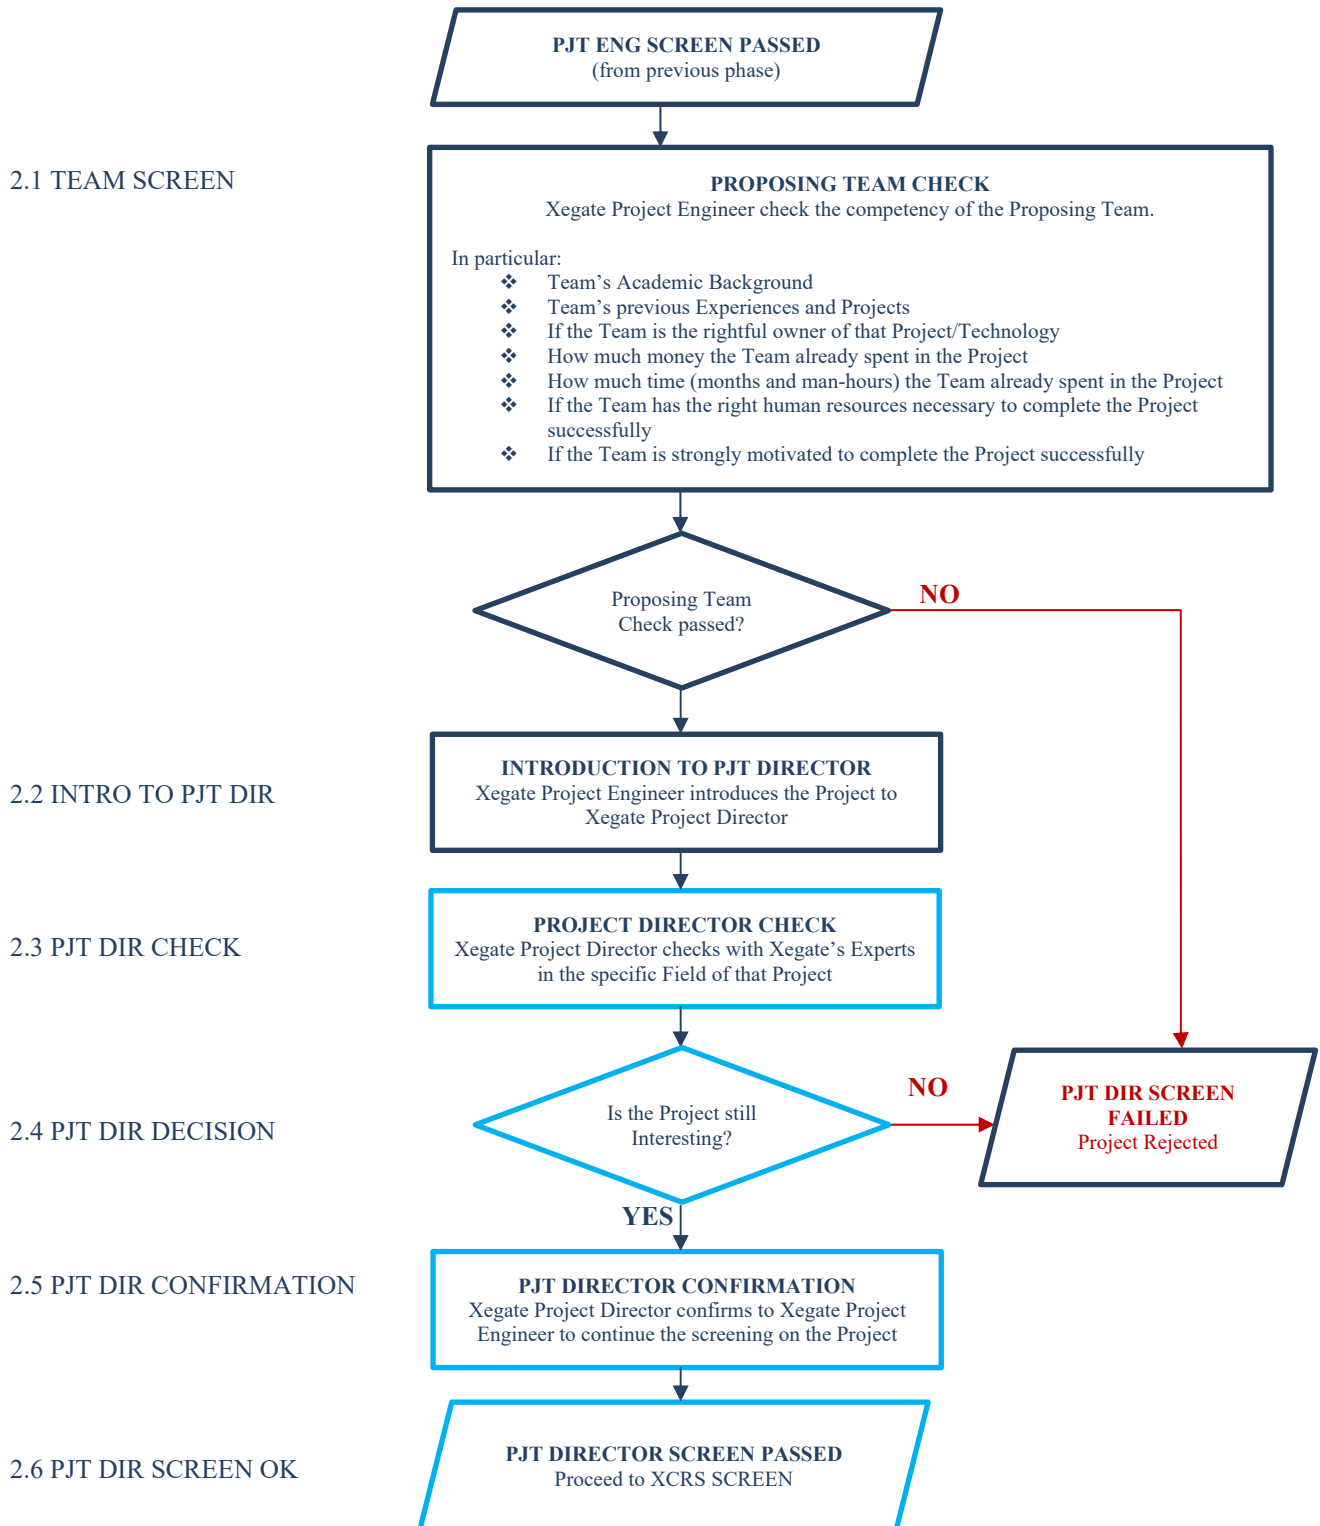 PJT ENG SCREEN PASSED
(from previous phase)
2.1 TEAM SCREEN
PROPOSING TEAM CHECK
Xegate Project Engineer check the competency of the Proposing Team.
In particular:
❖ Team’s Academic Background
❖ Team’s previous Experiences and Projects
❖ If the Team is the rightful owner of that Project/Technology
❖ How much money the Team already spent in the Project
❖ How much time (months and man-hours) the Team already spent in the Project
❖ If the Team has the right human resources necessary to complete the Project
successfully
❖ If the Team is strongly motivated to complete the Project successfully
Proposing Team
Check passed?
NO
2.2 INTRO TO PJT DIR
INTRODUCTION TO PJT DIRECTOR
Xegate Project Engineer introduces the Project to
Xegate Project Director
2.3 PJT DIR CHECK
PROJECT DIRECTOR CHECK
Xegate Project Director checks with Xegate’s Experts
in the specific Field of that Project
2.4 PJT DIR DECISION
Is the Project still
Interesting?
NO
PJT DIR SCREEN
FAILED
Project Rejected
YES
2.5 PJT DIR CONFIRMATION
PJT DIRECTOR CONFIRMATION
Xegate Project Director confirms to Xegate Project
Engineer to continue the screening on the Project
2.6 PJT DIR SCREEN OK
PJT DIRECTOR SCREEN PASSED
Proceed to XCRS SCREEN